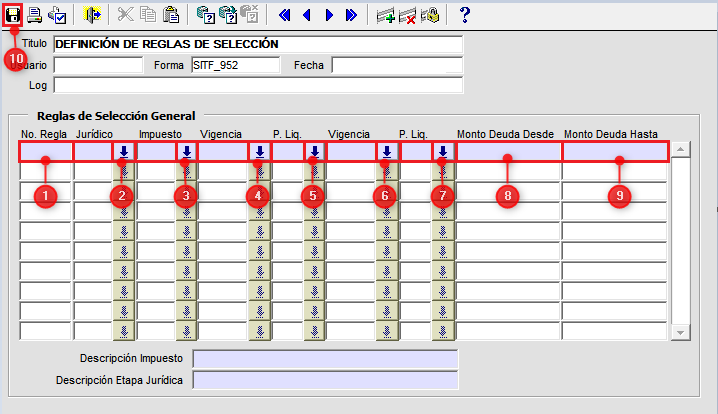 ?
Titulo DEFINICIÓN DE REGLAS DE SELECCIÓN
10
suario Forma SITF_952 Fecha
Log
Reglas de Selección General
No. Regla Jurídico Impuesto Vigencia P. Liq. Vigencia P. Liq. Monto Deuda Desde Monto Deuda Hasta
1 2 3 4 5 6 7 8 9
Descripción Impuesto
Descripción Etapa Jurídica